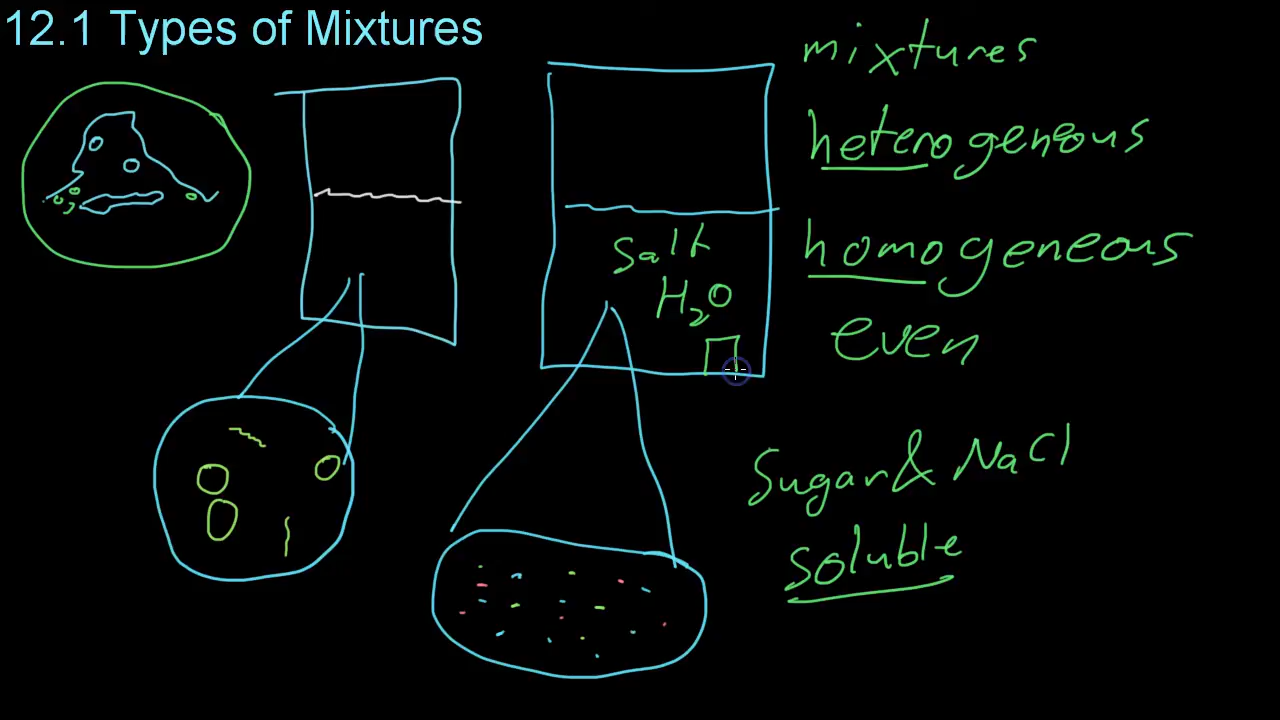 12.1 Types of Mixtures
mixtures
heterogeneous
homogeneous
even
Salt
H₂O
Sugar & NaCl
soluble